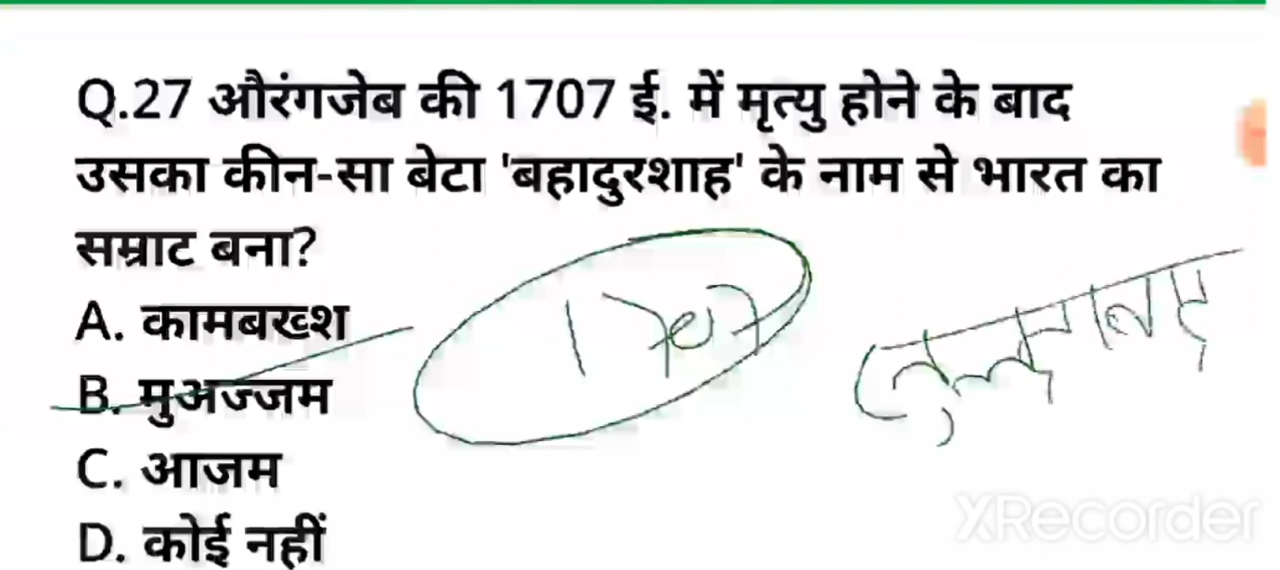 Q.27 औरंगजेब की 1707 ई. में मृत्यु होने के बाद
उसका कौन-सा बेटा 'बहादुरशाह' के नाम से भारत का
सम्राट बना?
A. कामबख्श
1707
B. मुअज्जम
C. आजम
D. कोई नहीं
XRecorder